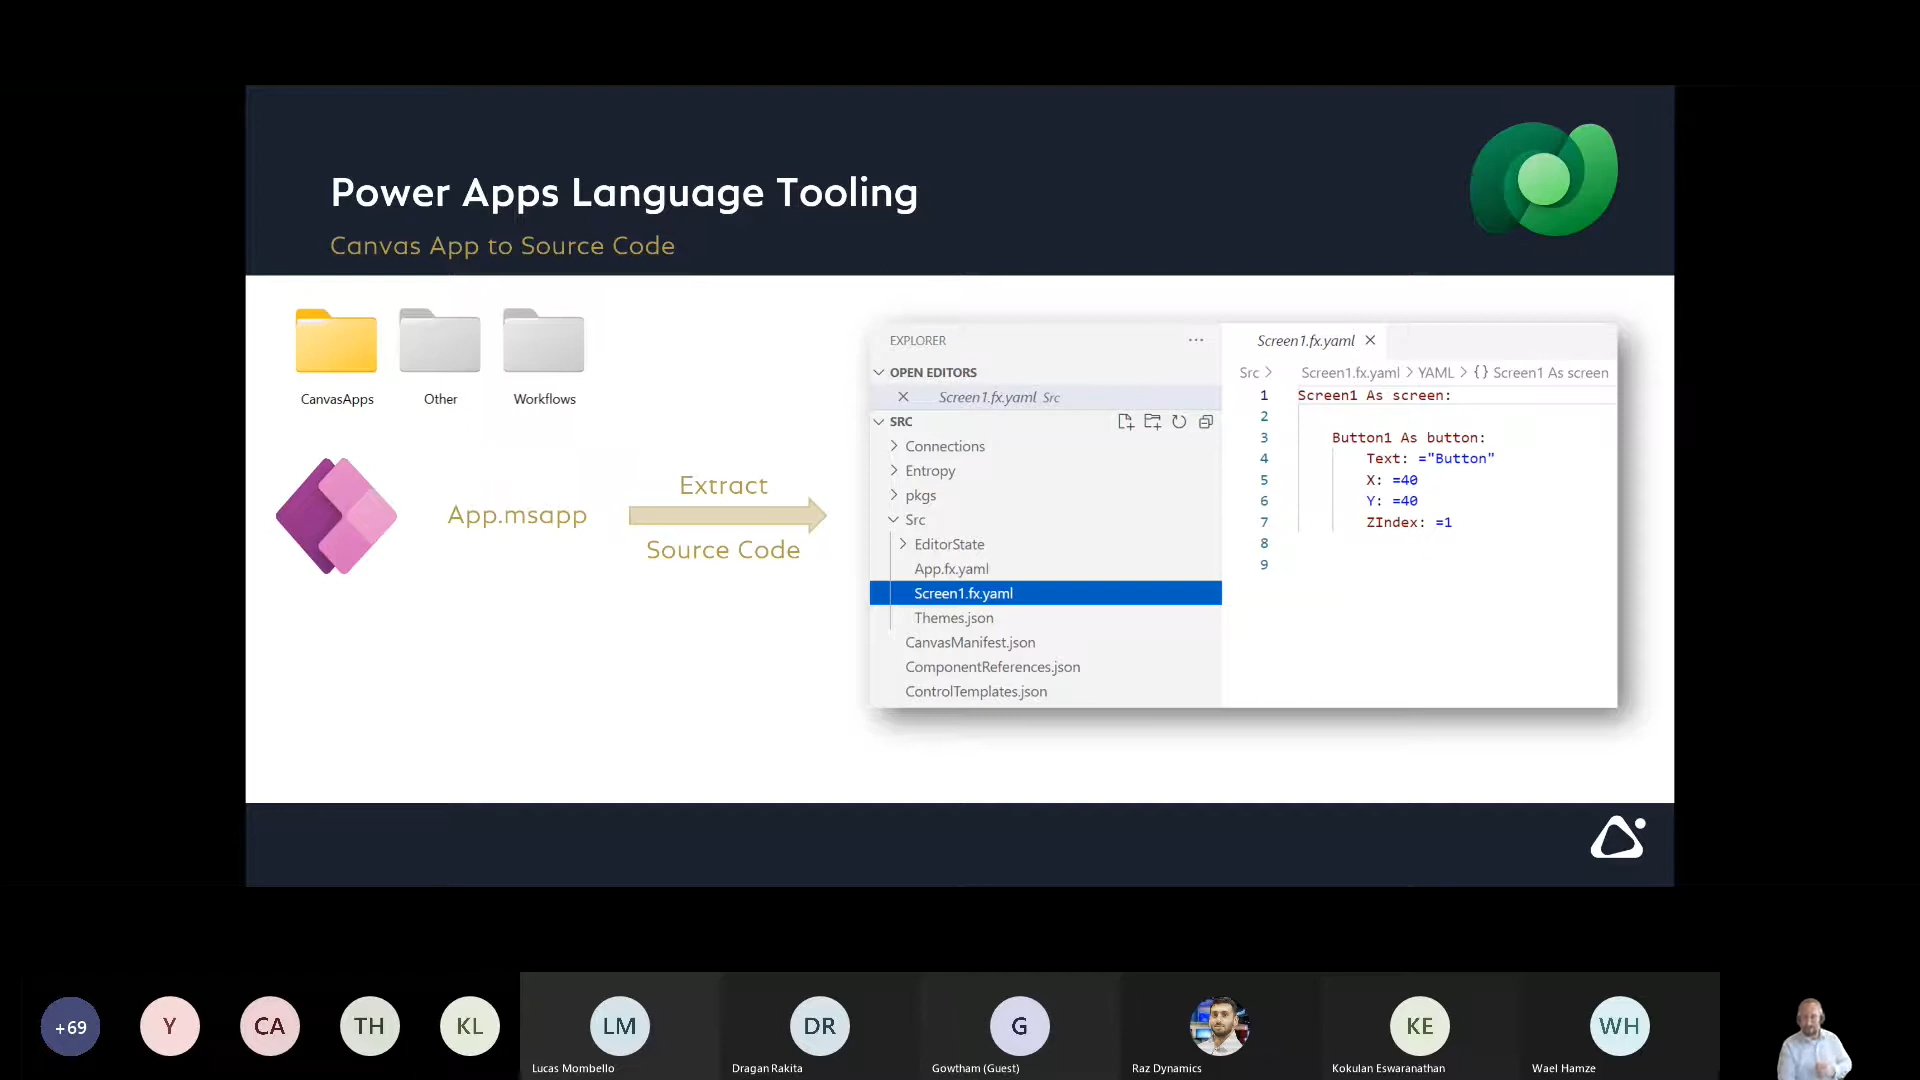 Power Apps Language Tooling
Canvas App to Source Code
CanvasApps
Other
Workflows
App.msapp
Extract
Source Code
EXPLORER
OPEN EDITORS
Screen1.fx.yaml Src
SRC
Connections
Entropy
pkgs
Src
EditorState
App.fx.yaml
Screen1.fx.yaml
Themes.json
CanvasManifest.json
ComponentReferences.json
ControlTemplates.json
Screen1.fx.yaml
Src > Screen1.fx.yaml > YAML > {} Screen1 As screen
1 Screen1 As screen:
2
3 Button1 As button:
4 Text: ="Button"
5 X: =40
6 Y: =40
7 ZIndex: =1
8
9
+69
Y
CA
TH
KL
LM
DR
G
KE
WH
Lucas Mombello
Dragan Rakita
Gowtham (Guest)
Raz Dynamics
Kokulan Eswaranathan
Wael Hamze